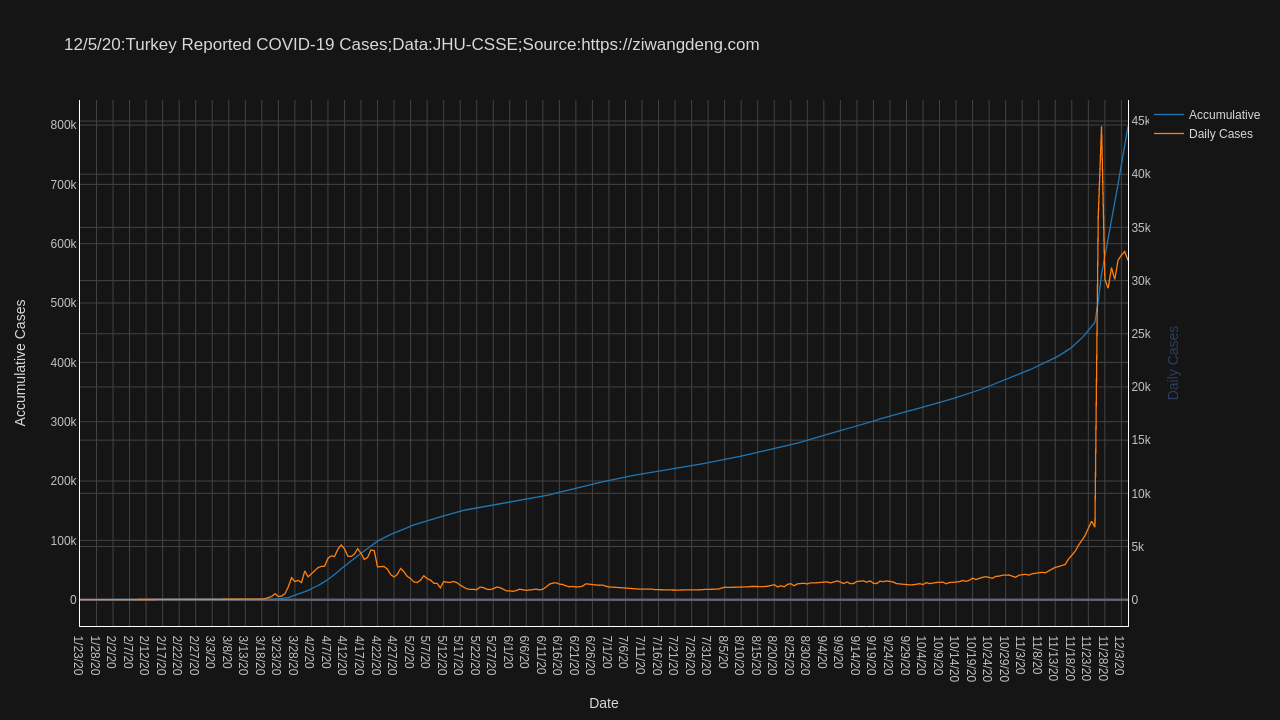 12/5/20:Turkey Reported COVID-19 Cases;Data:JHU-CSSE;Source:https://ziwangdeng.com
Accumulative
Daily Cases
800k
700k
600k
500k
400k
300k
200k
100k
0
45k
40k
35k
30k
25k
20k
15k
10k
5k
0
Accumulative Cases
Daily Cases
1/23/20
1/28/20
2/2/20
2/7/20
2/12/20
2/17/20
2/22/20
2/27/20
3/3/20
3/8/20
3/13/20
3/18/20
3/23/20
3/28/20
4/2/20
4/7/20
4/12/20
4/17/20
4/22/20
4/27/20
5/2/20
5/7/20
5/12/20
5/17/20
5/22/20
5/27/20
6/1/20
6/6/20
6/11/20
6/16/20
6/21/20
6/26/20
7/1/20
7/6/20
7/11/20
7/16/20
7/21/20
7/26/20
7/31/20
8/5/20
8/10/20
8/15/20
8/20/20
8/25/20
8/30/20
9/4/20
9/9/20
9/14/20
9/19/20
9/24/20
9/29/20
10/4/20
10/9/20
10/14/20
10/19/20
10/24/20
10/29/20
11/3/20
11/8/20
11/13/20
11/18/20
11/23/20
11/28/20
12/3/20
Date